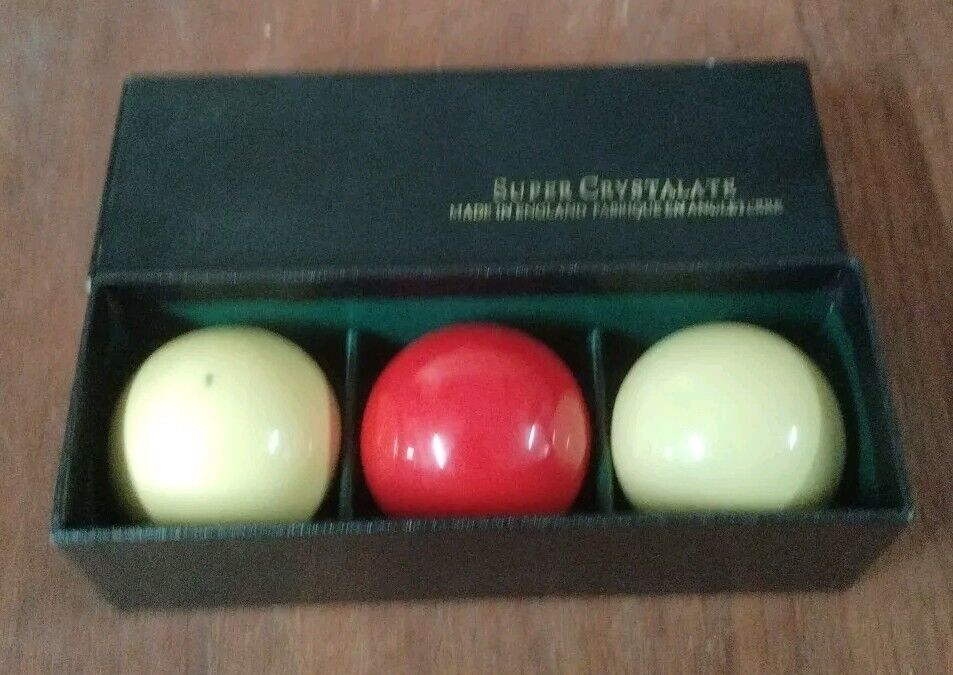 SUPER CRYSTALATE
MADE IN ENGLAND FABRIQUE EN ANGLETERRE